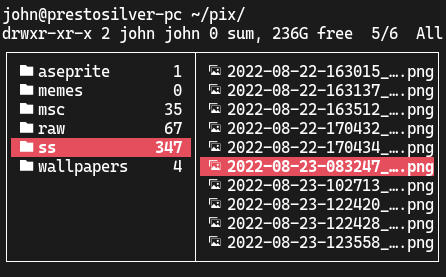 john@prestosilver-pc ~/pix/
drwxr-xr-x 2 john john 0 sum, 236G free  5/6  All
aseprite 1
memes 0
msc 35
raw 67
ss 347
wallpapers 4
2022-08-22-163015_….png
2022-08-22-163137_….png
2022-08-22-163512_….png
2022-08-22-170432_….png
2022-08-22-170434_….png
2022-08-23-083247_….png
2022-08-23-102713_….png
2022-08-23-122420_….png
2022-08-23-122428_….png
2022-08-23-123558_….png